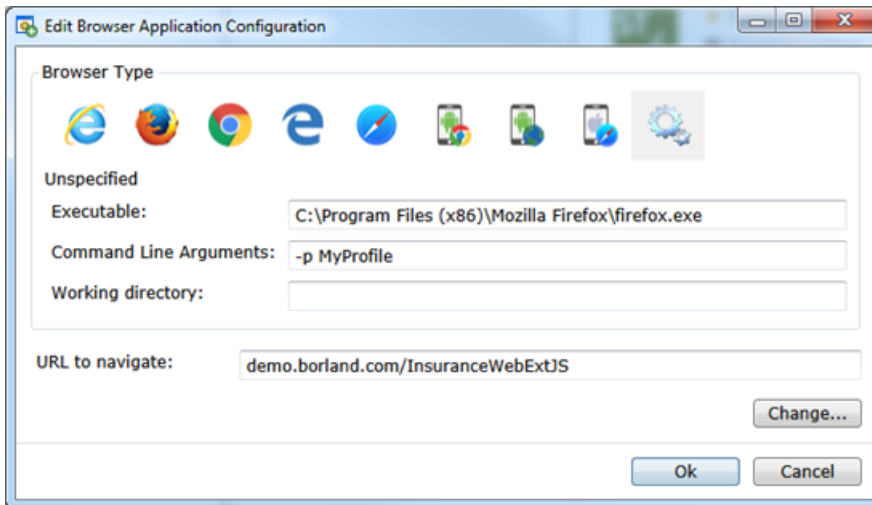 Edit Browser Application Configuration
Browser Type
Unspecified
Executable: C:\Program Files (x86)\Mozilla Firefox\firefox.exe
Command Line Arguments: -p MyProfile
Working directory:
URL to navigate: demo.borland.com/InsuranceWebExtJS
Change...
Ok Cancel